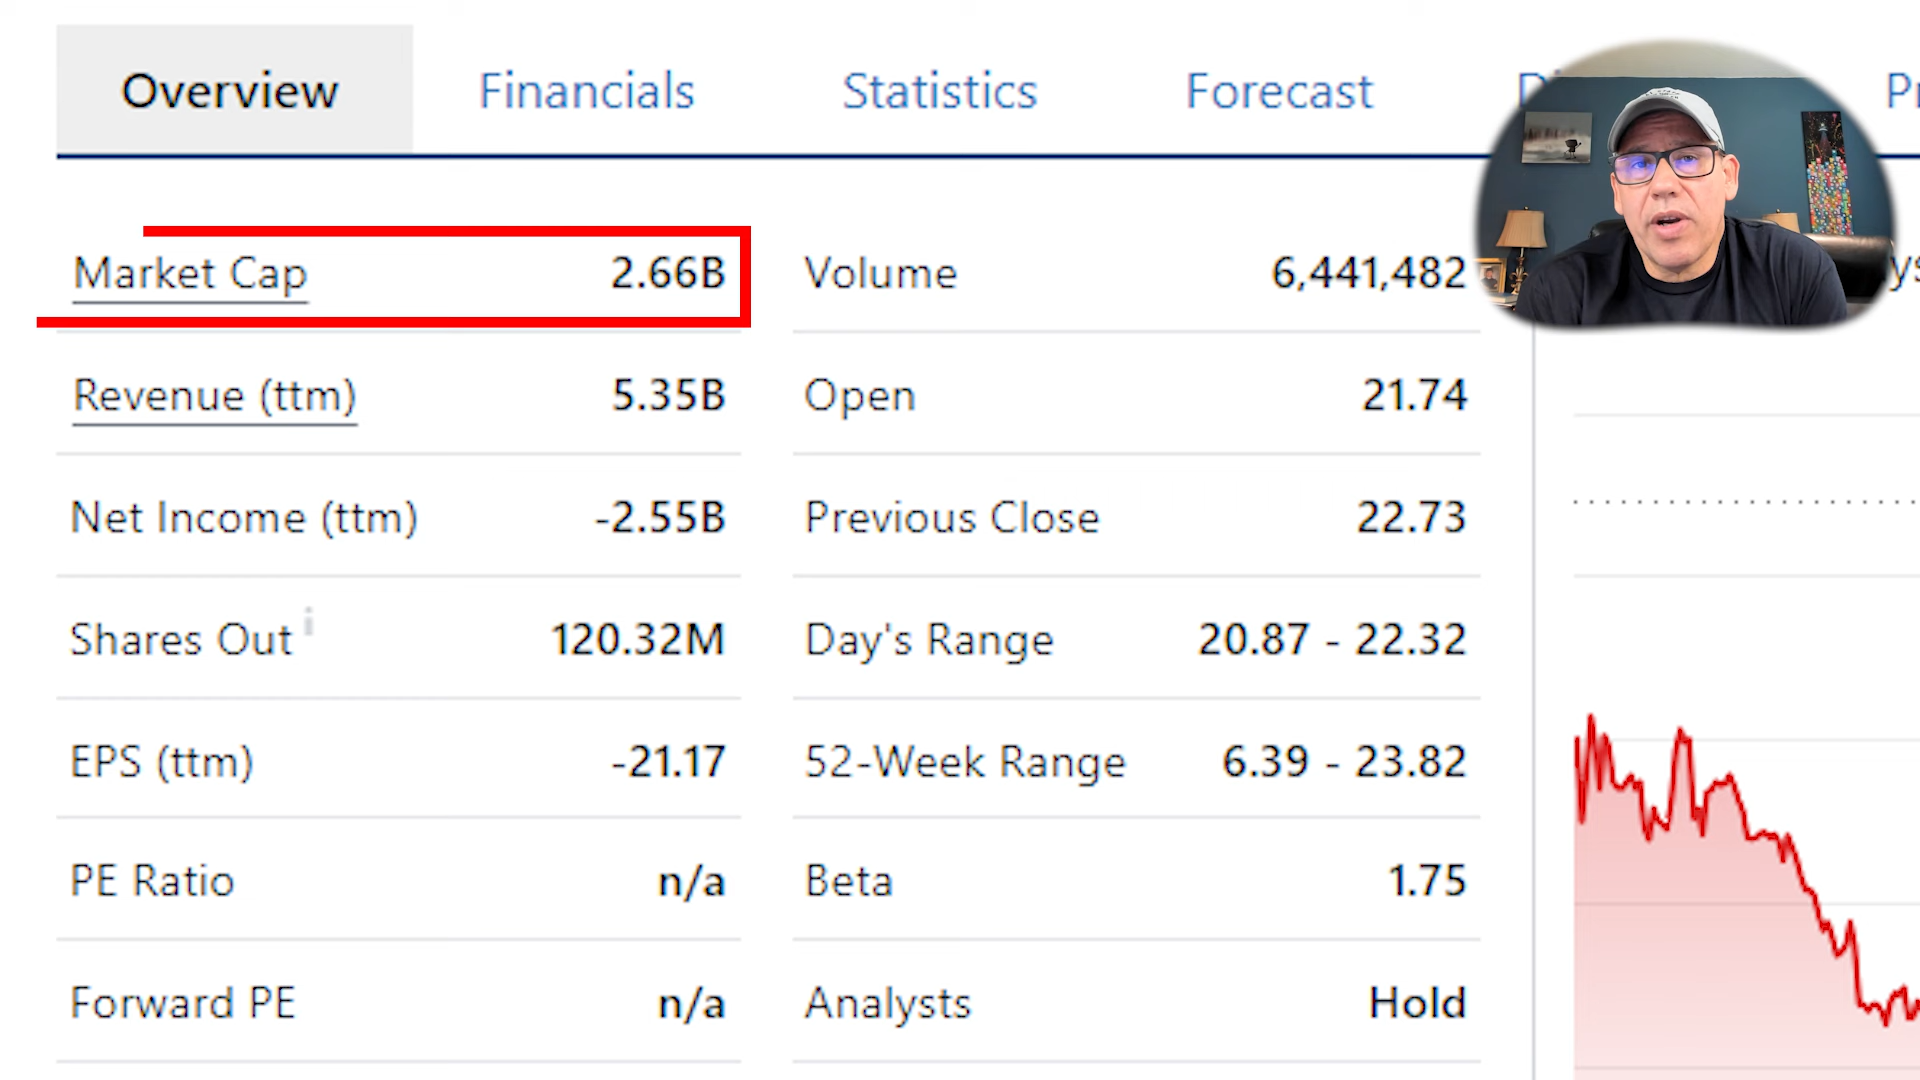 Overview Financials Statistics Forecast
Market Cap 2.66B Volume 6,441,482
Revenue (ttm) 5.35B Open 21.74
Net Income (ttm) -2.55B Previous Close 22.73
Shares Out i 120.32M Day's Range 20.87 - 22.32
EPS (ttm) -21.17 52-Week Range 6.39 - 23.82
PE Ratio n/a Beta 1.75
Forward PE n/a Analysts Hold